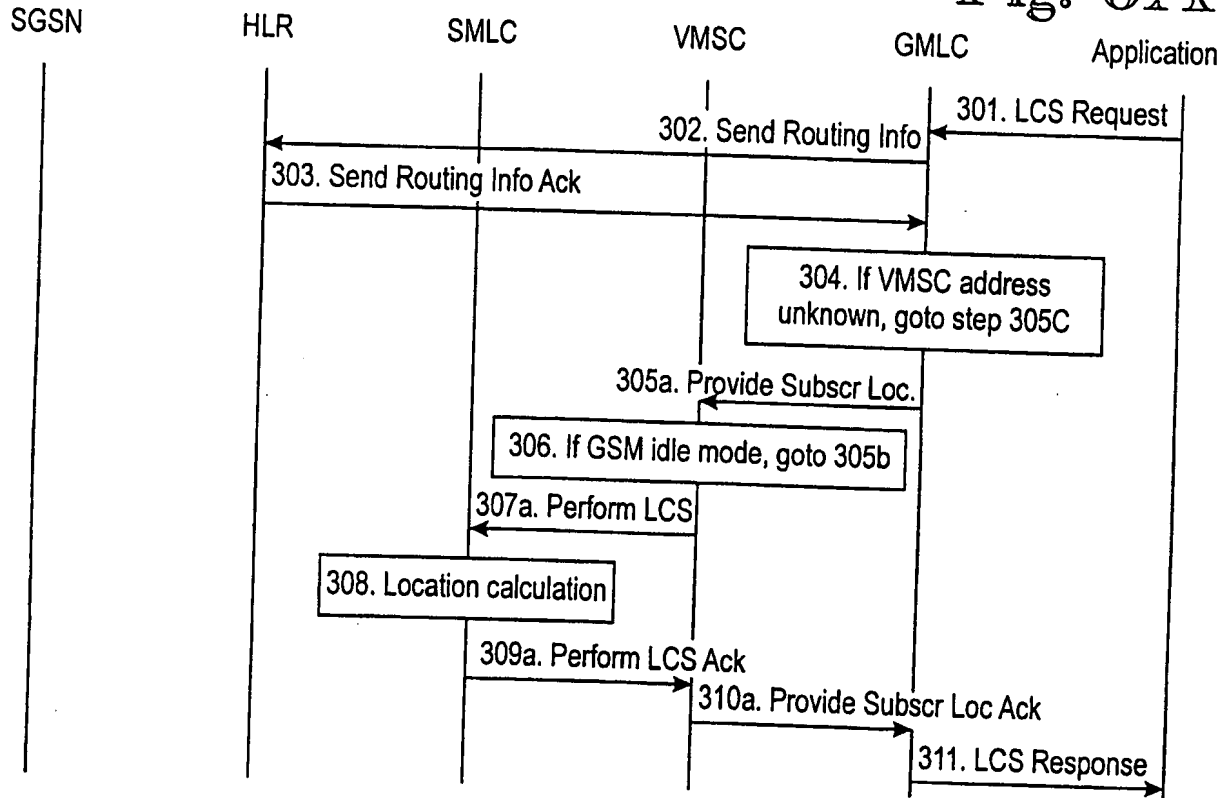 SGSN
HLR
SMLC
VMSC
GMLC
Application
301. LCS Request
302. Send Routing Info
303. Send Routing Info Ack
304. If VMSC address
unknown, goto step 305C
305a. Provide Subscr Loc.
306. If GSM idle mode, goto 305b
307a. Perform LCS
308. Location calculation
309a. Perform LCS Ack
310a. Provide Subscr Loc Ack
311. LCS Response